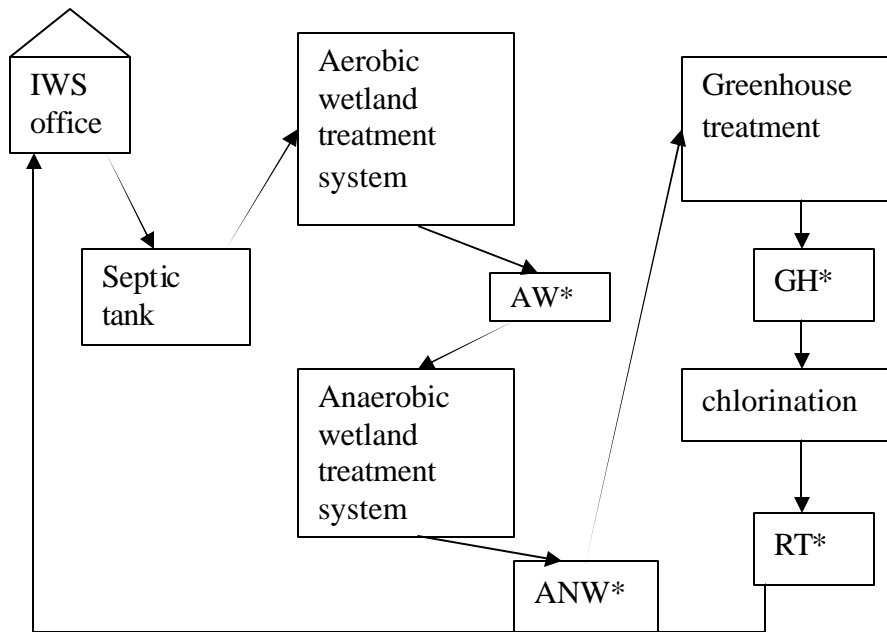 IWS
office
Septic
tank
Aerobic
wetland
treatment
system
AW*
Anaerobic
wetland
treatment
system
ANW*
Greenhouse
treatment
GH*
chlorination
RT*